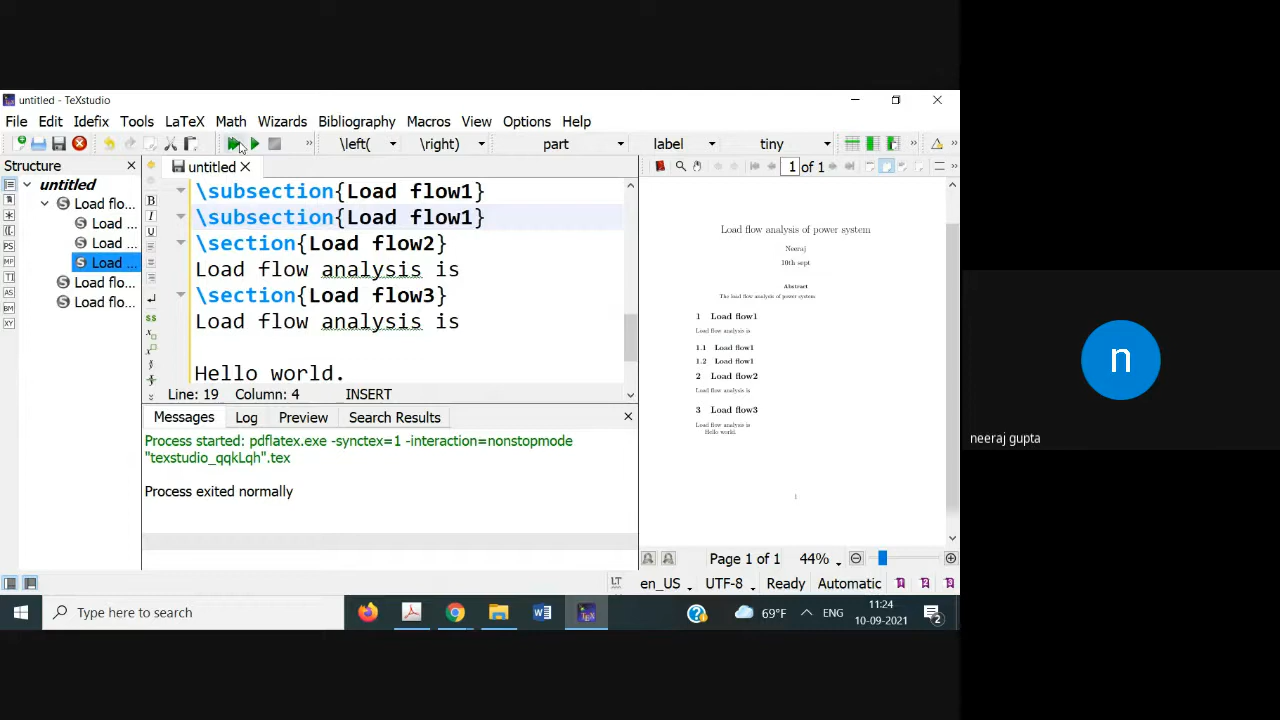 untitled - TeXstudio
File Edit Idefix Tools LaTeX Math Wizards Bibliography Macros View Options Help
» \left( \right) part label tiny » »
Structure
untitled
1 of 1
untitled
Load flo...
Load ...
Load ...
Load ...
Load flo...
Load flo...
\subsection{Load flow1}
\subsection{Load flow1}
\section{Load flow2}
Load flow analysis is
\section{Load flow3}
Load flow analysis is
Hello world.
Line: 19 Column: 4 INSERT
Messages Log Preview Search Results
Process started: pdflatex.exe -synctex=1 -interaction=nonstopmode
"texstudio_qqkLqh".tex
Process exited normally
Load flow analysis of power system
Neeraj
10th sept
Abstract
The load flow analysis of power system
1 Load flow1
Load flow analysis is
1.1 Load flow1
1.2 Load flow1
2 Load flow2
Load flow analysis is
3 Load flow3
Load flow analysis is
Hello world.
1
Page 1 of 1 44%
en_US UTF-8 Ready Automatic
Type here to search
69°F ENG
11:24
10-09-2021
2
n
neeraj gupta